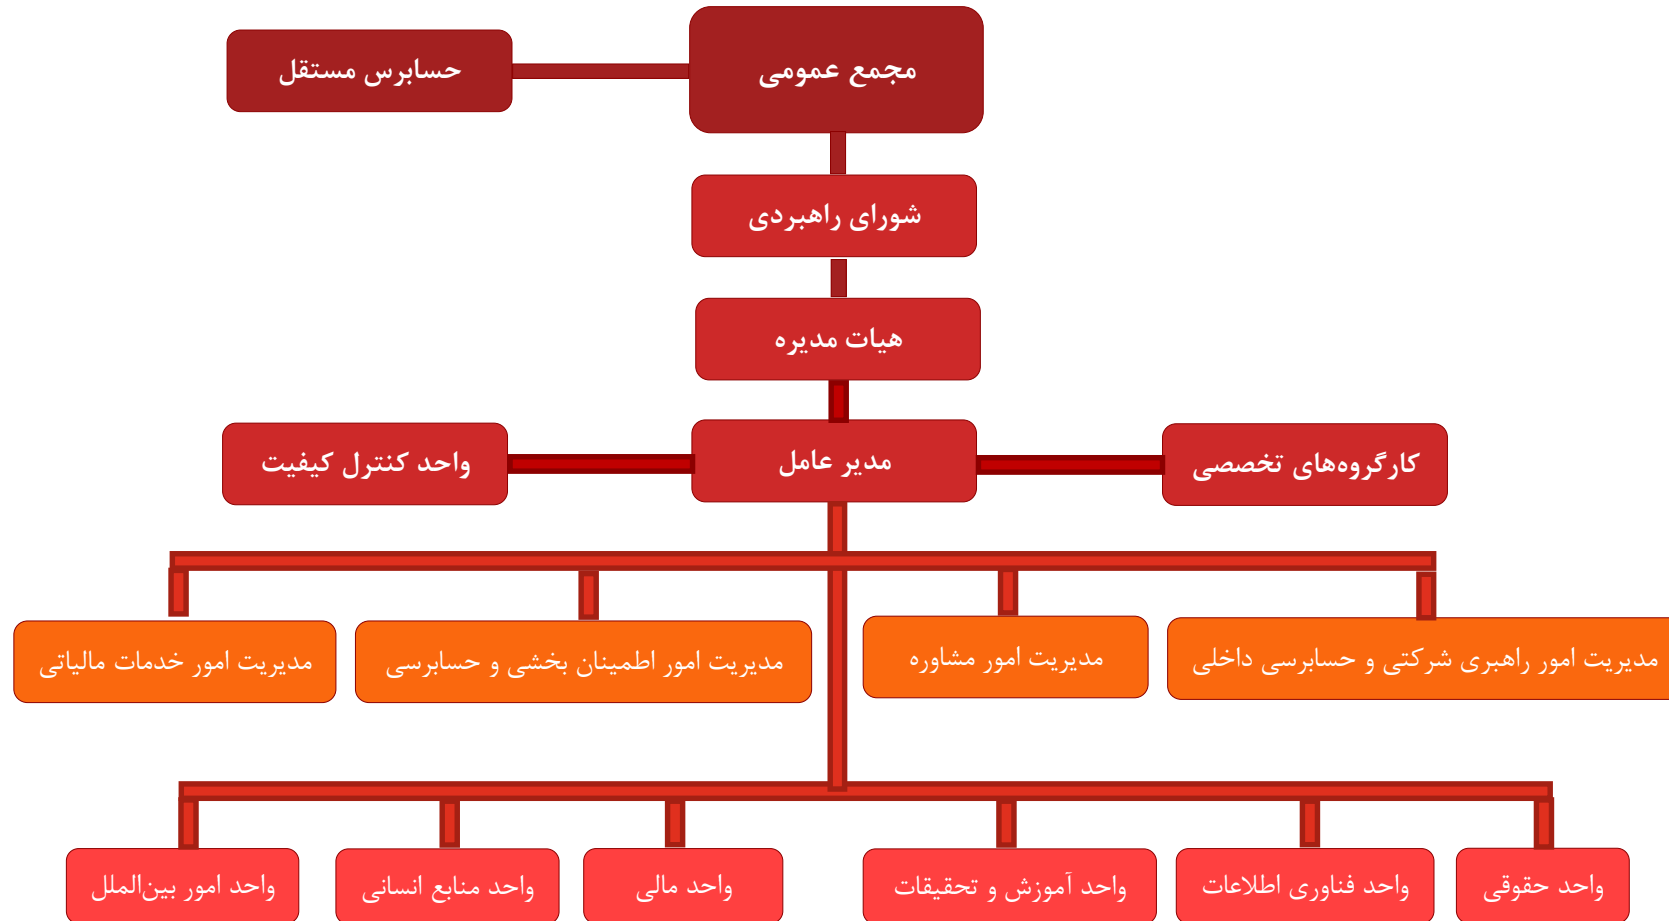 مجمع عمومی
حسابرس مستقل
شورای راهبردی
هیات مدیره
کارگروه‌های تخصصی
مدیر عامل
واحد کنترل کیفیت
مدیریت امور راهبری شرکتی و حسابرسی داخلی
مدیریت امور مشاوره
مدیریت امور اطمینان بخشی و حسابرسی
مدیریت امور خدمات مالیاتی
واحد حقوقی
واحد فناوری اطلاعات
واحد آموزش و تحقیقات
واحد مالی
واحد منابع انسانی
واحد امور بین‌الملل